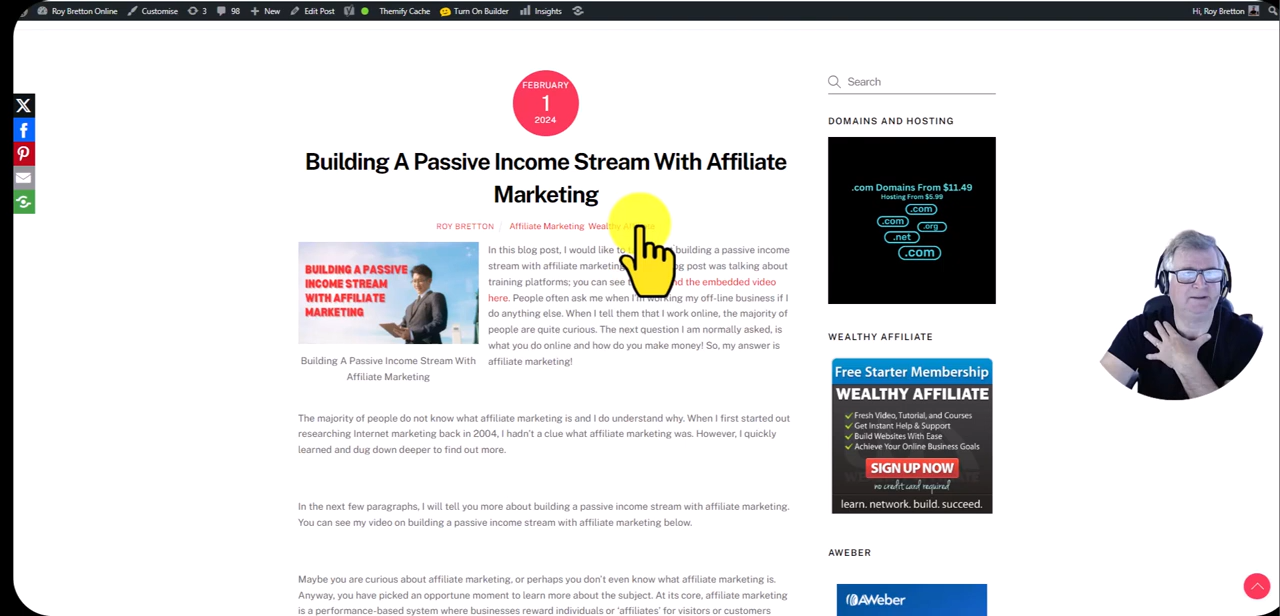 Roy Bretton Online Customise 3 98 New Edit Post Themify Cache Turn On Builder Insights Hi, Roy Bretton
FEBRUARY
1
2024
Building A Passive Income Stream With Affiliate
Marketing
ROY BRETTON / Affiliate Marketing Wealthy
BUILDING A PASSIVE
INCOME STREAM
WITH AFFILIATE
MARKETING
Building A Passive Income Stream With
Affiliate Marketing
In this blog post, I would like to building a passive income
stream with affiliate marketing post was talking about
training platforms; you can see the embedded video
here. People often ask me when I'm working my off-line business if I
do anything else. When I tell them that I work online, the majority of
people are quite curious. The next question I am normally asked, is
what you do online and how do you make money! So, my answer is
affiliate marketing!
The majority of people do not know what affiliate marketing is and I do understand why. When I first started out
researching Internet marketing back in 2004, I hadn't a clue what affiliate marketing was. However, I quickly
learned and dug down deeper to find out more.
In the next few paragraphs, I will tell you more about building a passive income stream with affiliate marketing.
You can see my video on building a passive income stream with affiliate marketing below.
Maybe you are curious about affiliate marketing, or perhaps you don't even know what affiliate marketing is.
Anyway, you have picked an opportune moment to learn more about the subject. At its core, affiliate marketing
is a performance-based system where businesses reward individuals or 'affiliates' for visitors or customers
Search
DOMAINS AND HOSTING
.com Domains From $11.49
Hosting From $5.99
.com
.com
.org
.net
.com
WEALTHY AFFILIATE
Free Starter Membership
WEALTHY AFFILIATE
Fresh Video, Tutorial, and Courses
Get Instant Help & Support
Build Websites With Ease
Achieve Your Online Business Goals
SIGN UP NOW
no credit card required
learn. network. build. succeed.
AWEBER
AWeber